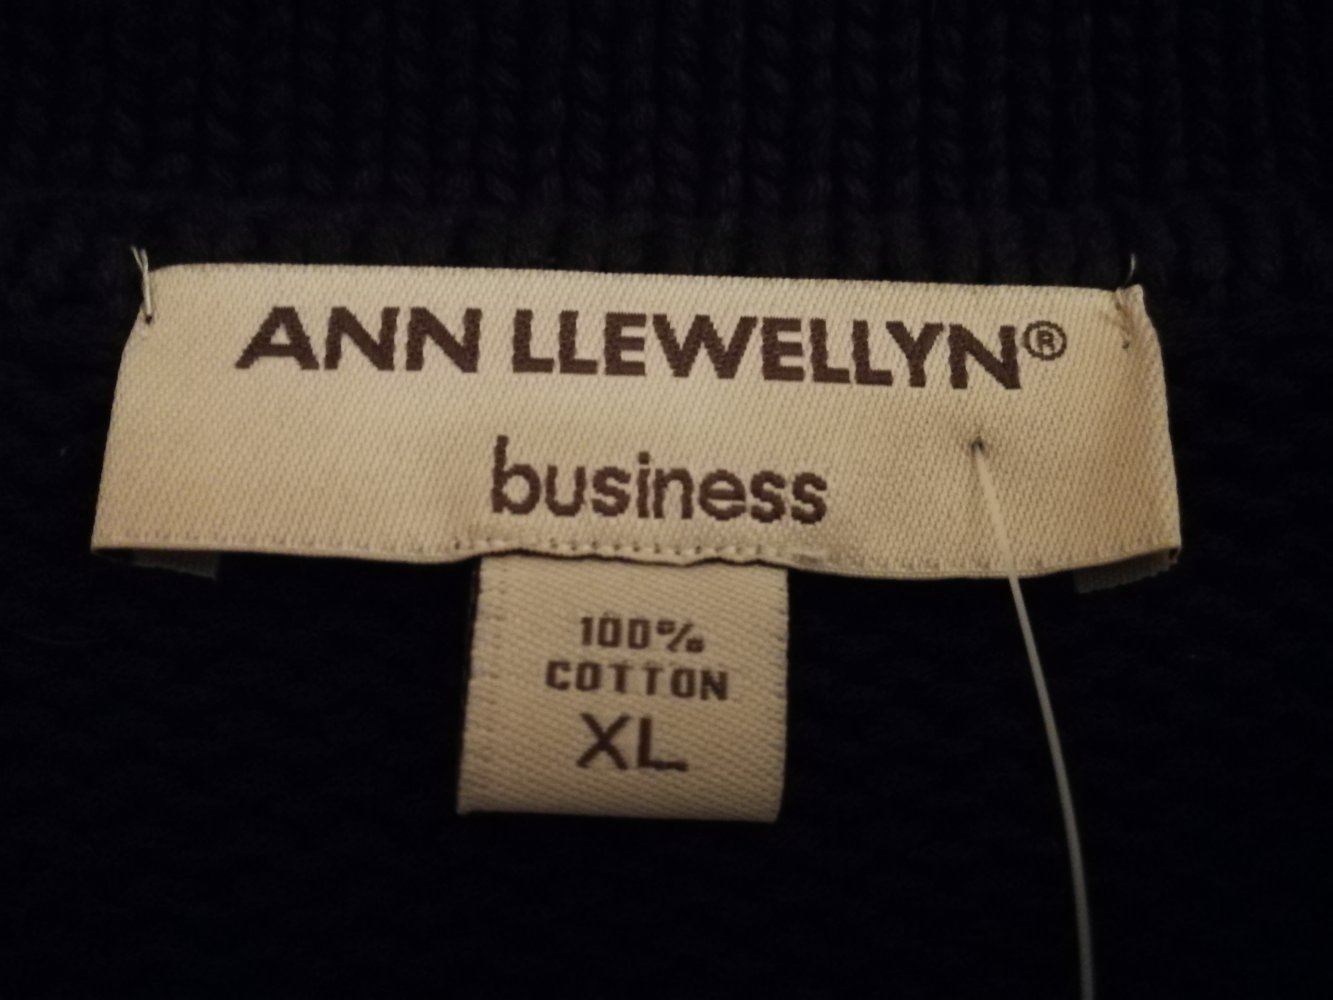 ANN LLEWELLYN®
business
100%
COTTON
XL